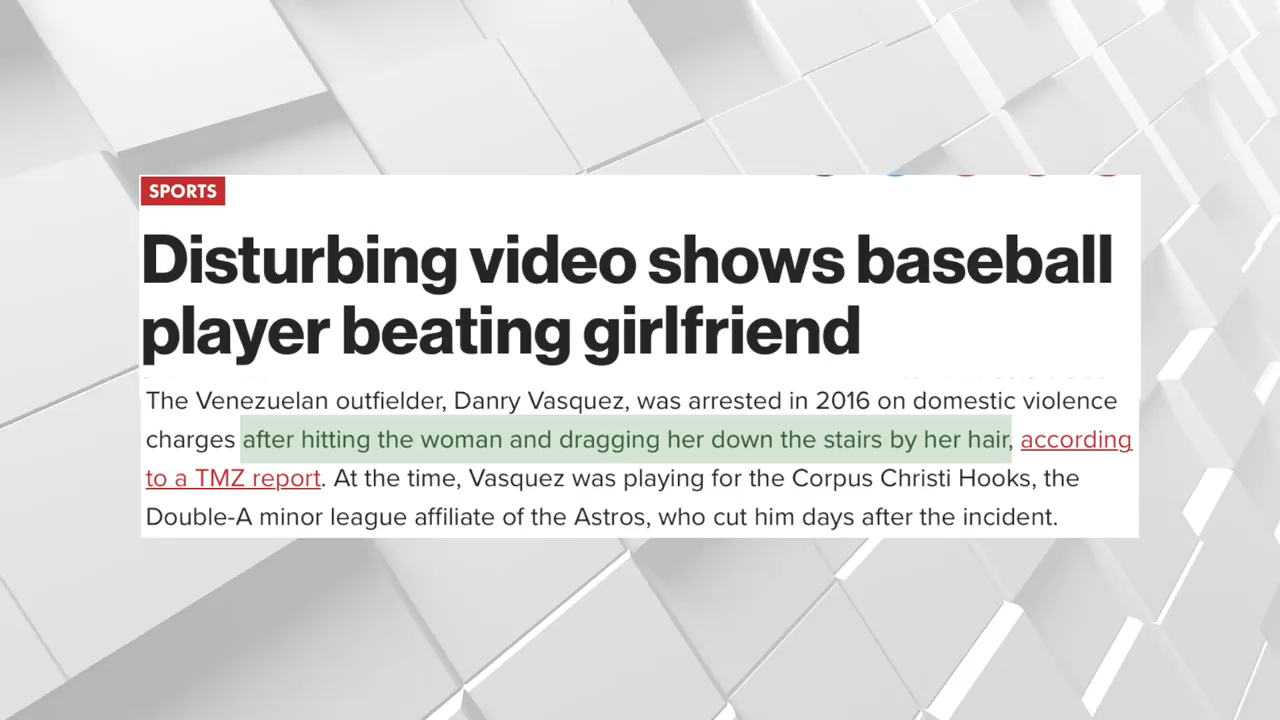 SPORTS
Disturbing video shows baseball
player beating girlfriend
The Venezuelan outfielder, Danry Vasquez, was arrested in 2016 on domestic violence
charges after hitting the woman and dragging her down the stairs by her hair, according
to a TMZ report. At the time, Vasquez was playing for the Corpus Christi Hooks, the
Double-A minor league affiliate of the Astros, who cut him days after the incident.